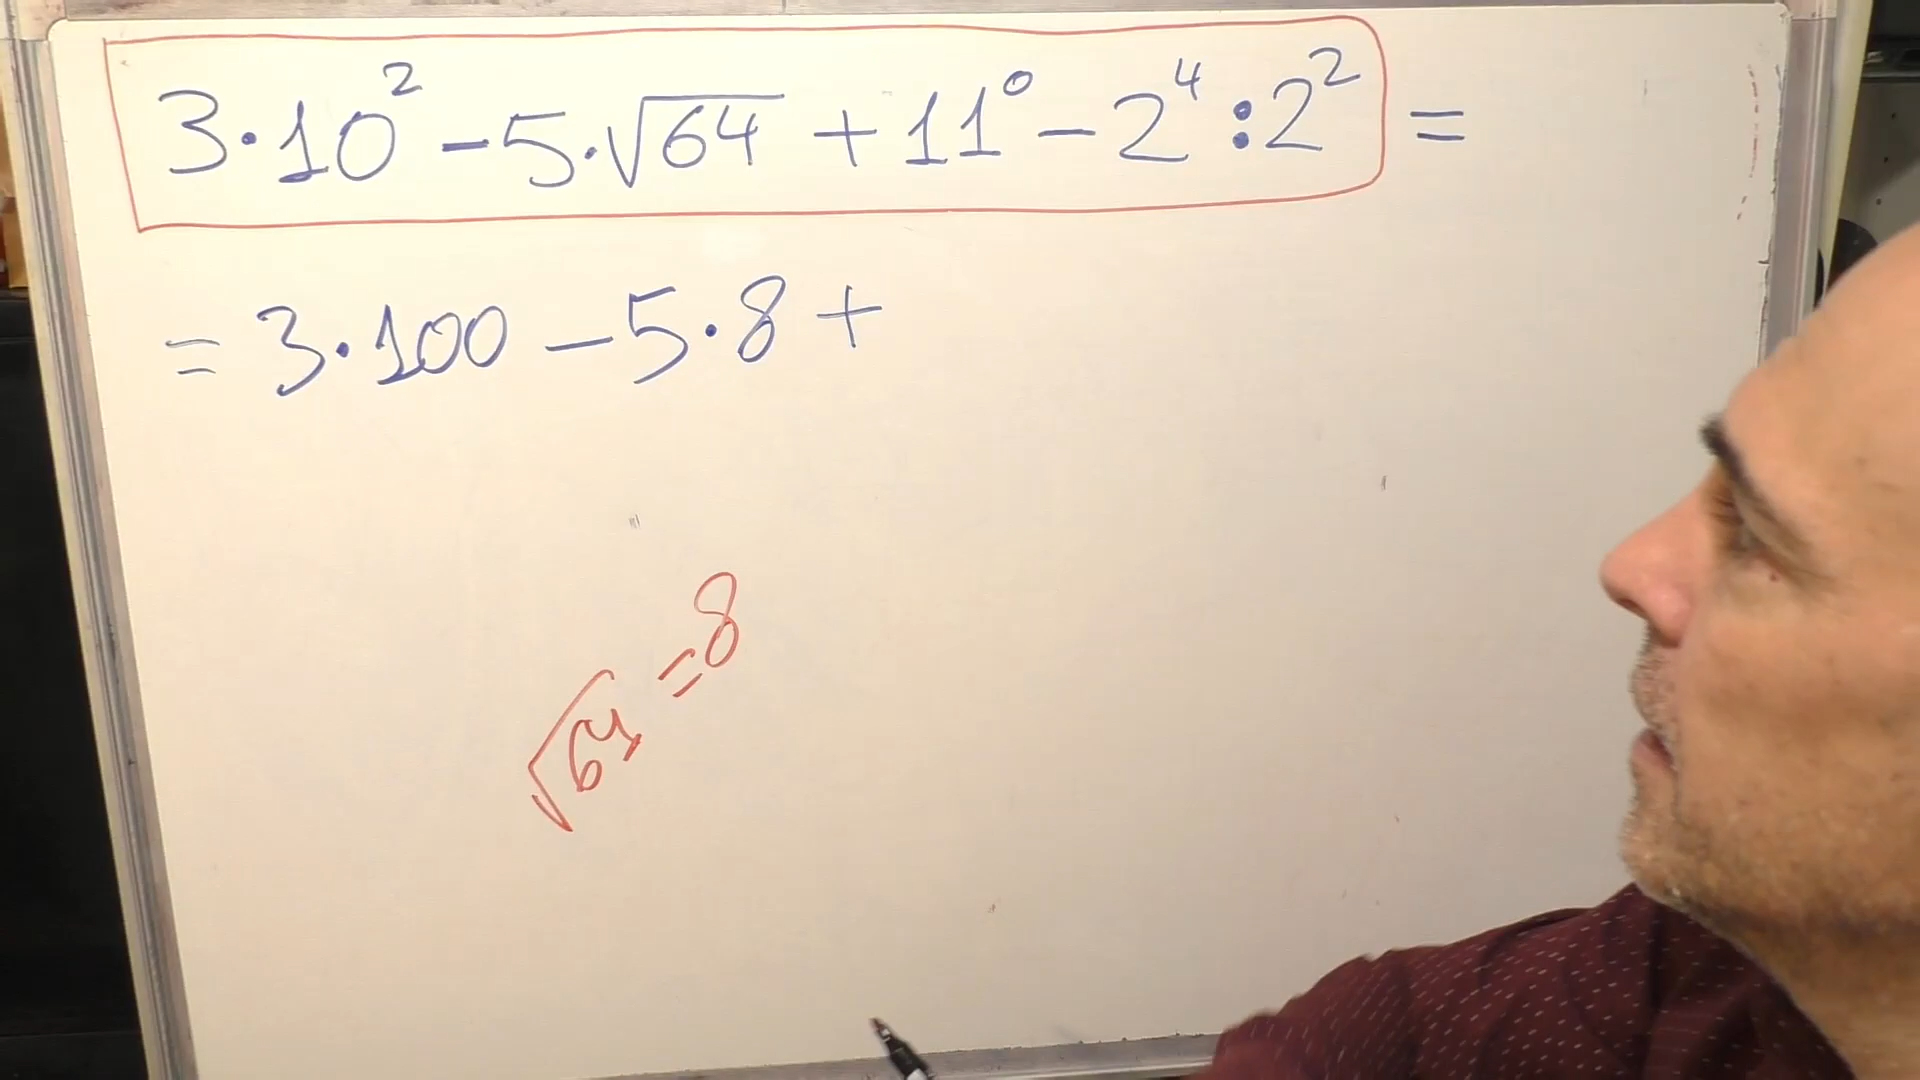 3·10² – 5·√64 + 11⁰ – 2⁴ : 2² =
= 3·100 – 5·8 +
√64 = 8